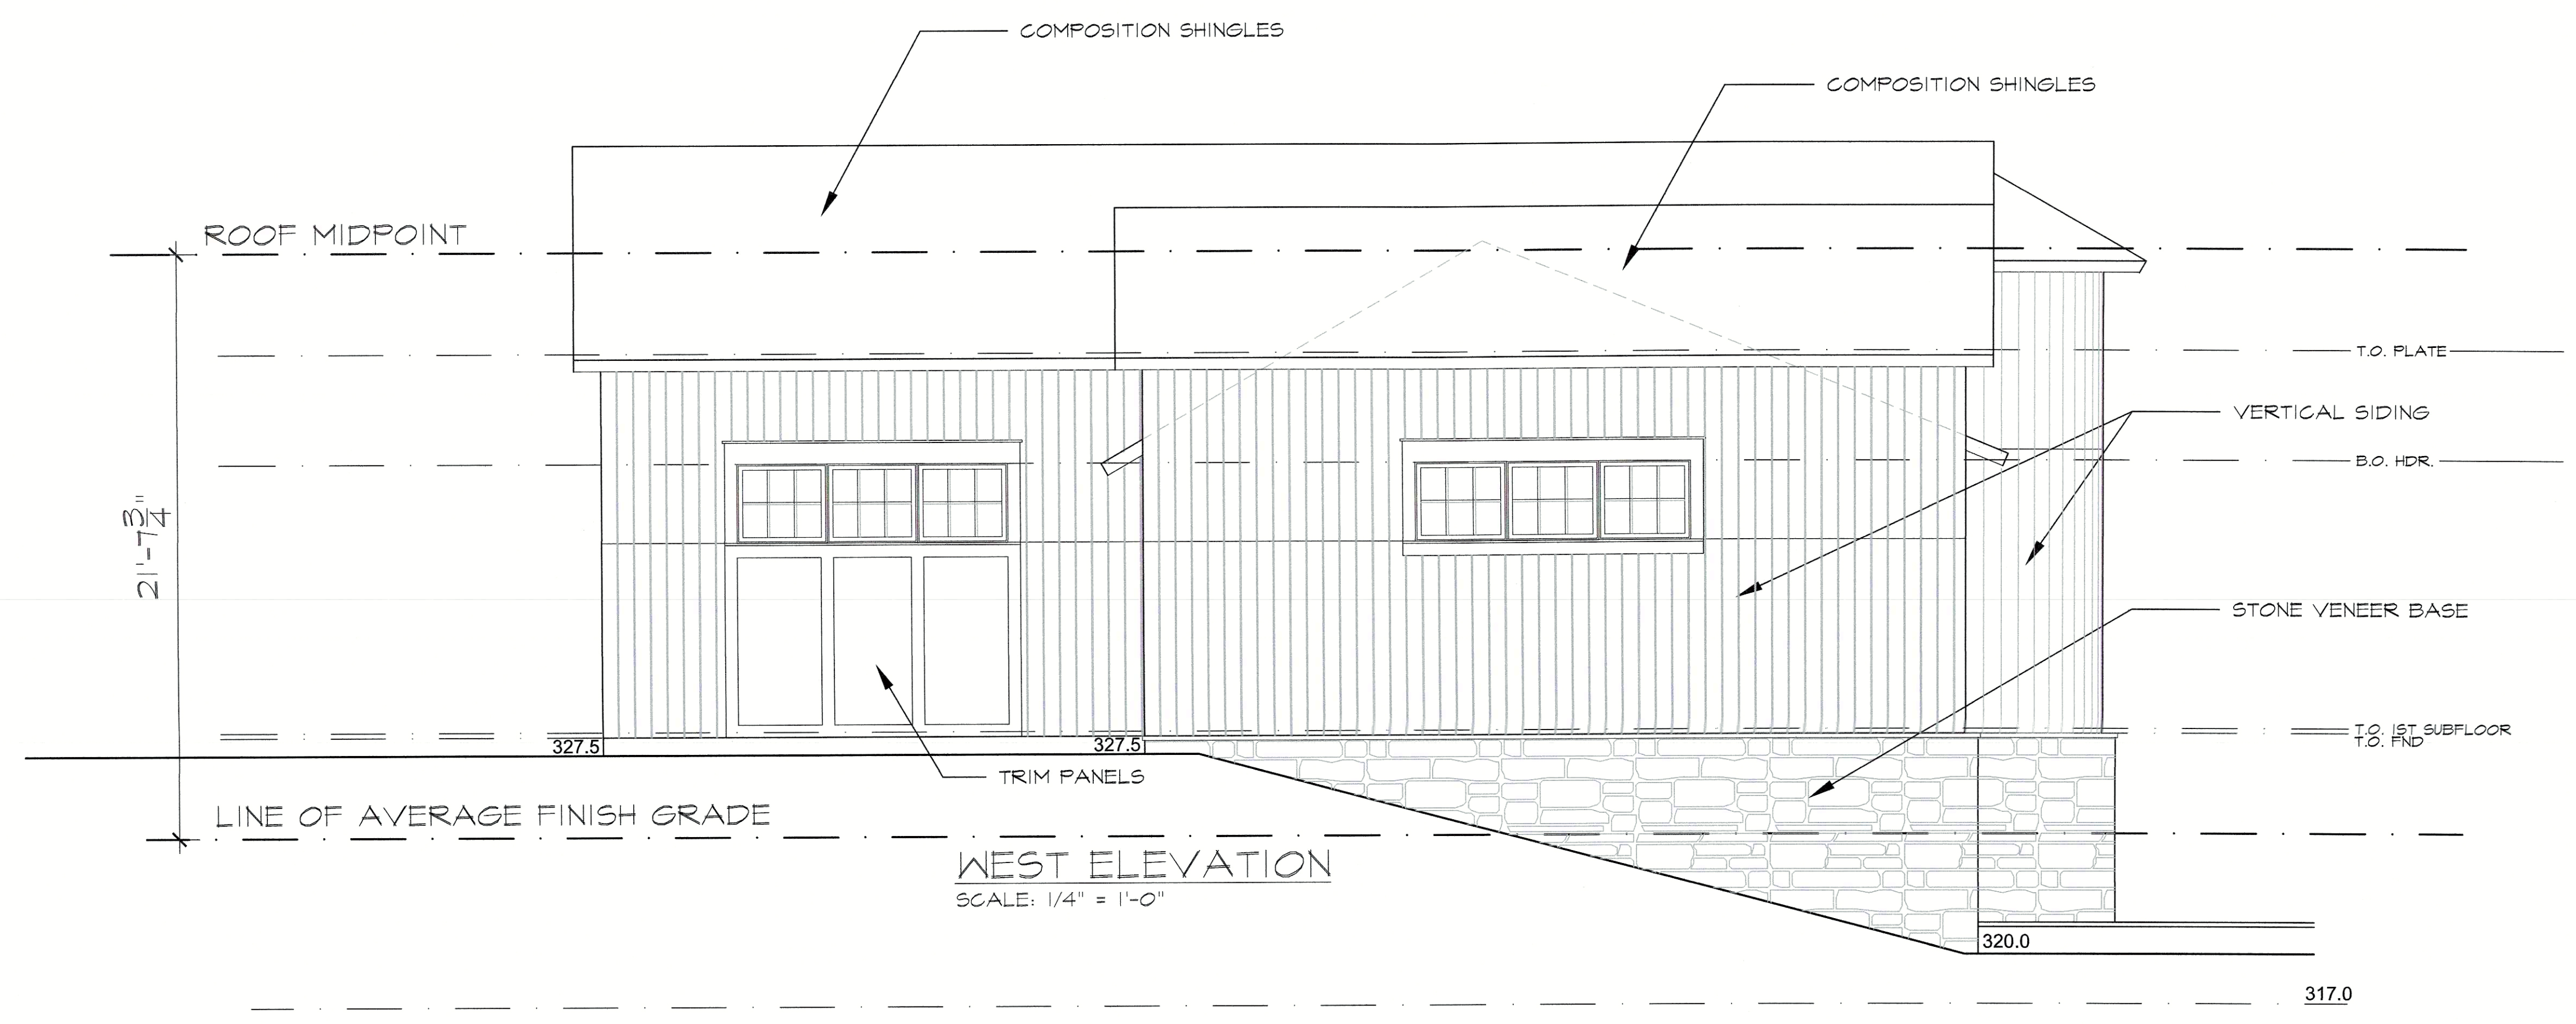 COMPOSITION SHINGLES
COMPOSITION SHINGLES
ROOF MIDPOINT
T.O. PLATE
VERTICAL SIDING
B.O. HDR.
21'-7 3/4"
STONE VENEER BASE
T.O. 1ST SUBFLOOR
T.O. FND
327.5
327.5
TRIM PANELS
LINE OF AVERAGE FINISH GRADE
WEST ELEVATION
SCALE: 1/4" = 1'-0"
320.0
317.0